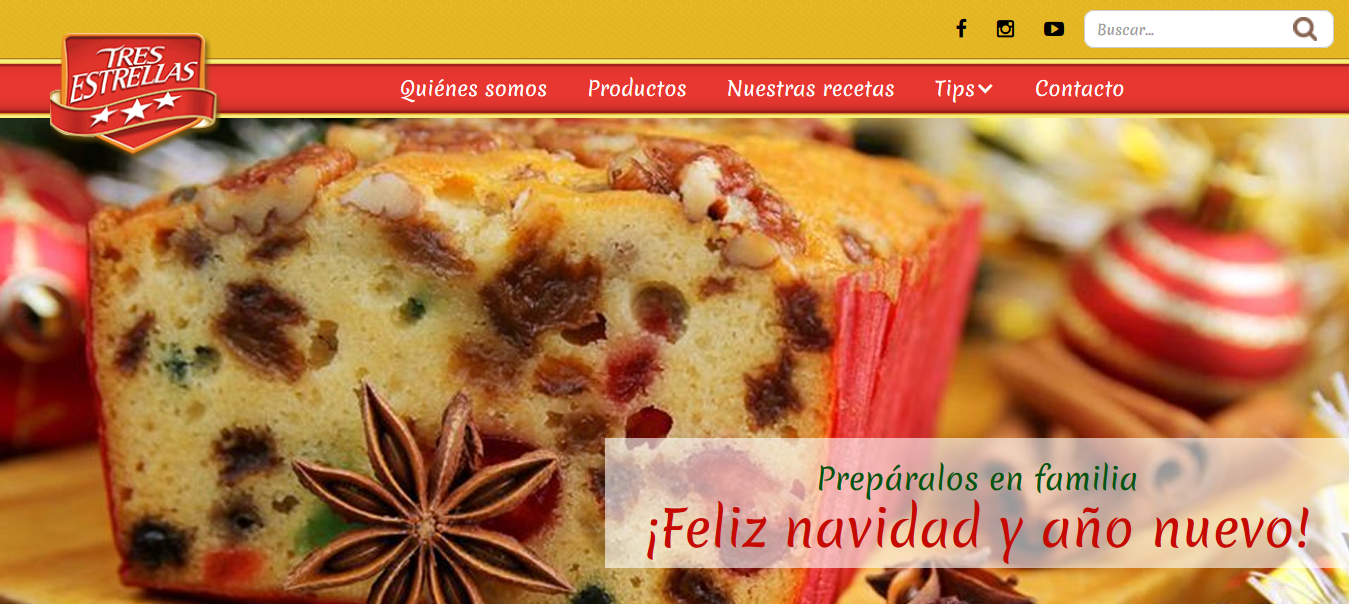 Buscar...
TRES
ESTRELLAS
Quiénes somos Productos Nuestras recetas Tips Contacto
Prepáralos en familia
¡Feliz navidad y año nuevo!